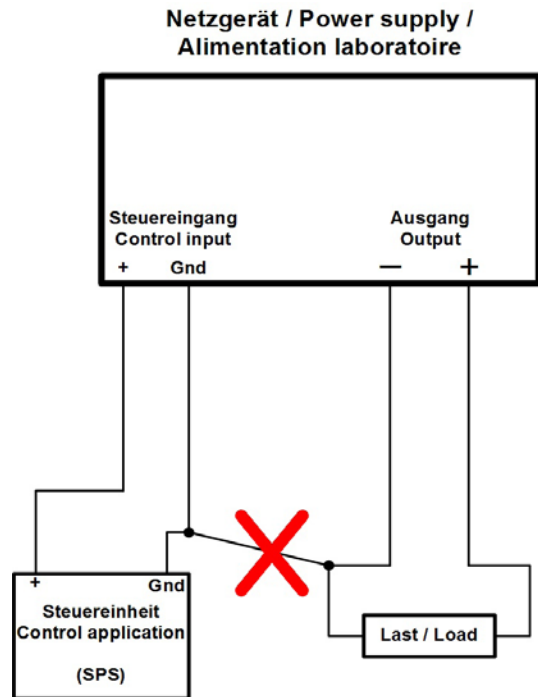 Netzgerät / Power supply /
Alimentation laboratoire
Steuereingang
Control input
+ Gnd
Ausgang
Output
− +
+ Gnd
Steuereinheit
Control application
(SPS)
Last / Load